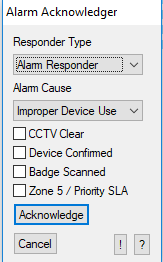 Alarm Acknowledger
Responder Type
Alarm Responder
Alarm Cause
Improper Device Use
CCTV Clear
Device Confirmed
Badge Scanned
Zone 5 / Priority SLA
Acknowledge
Cancel ! ?